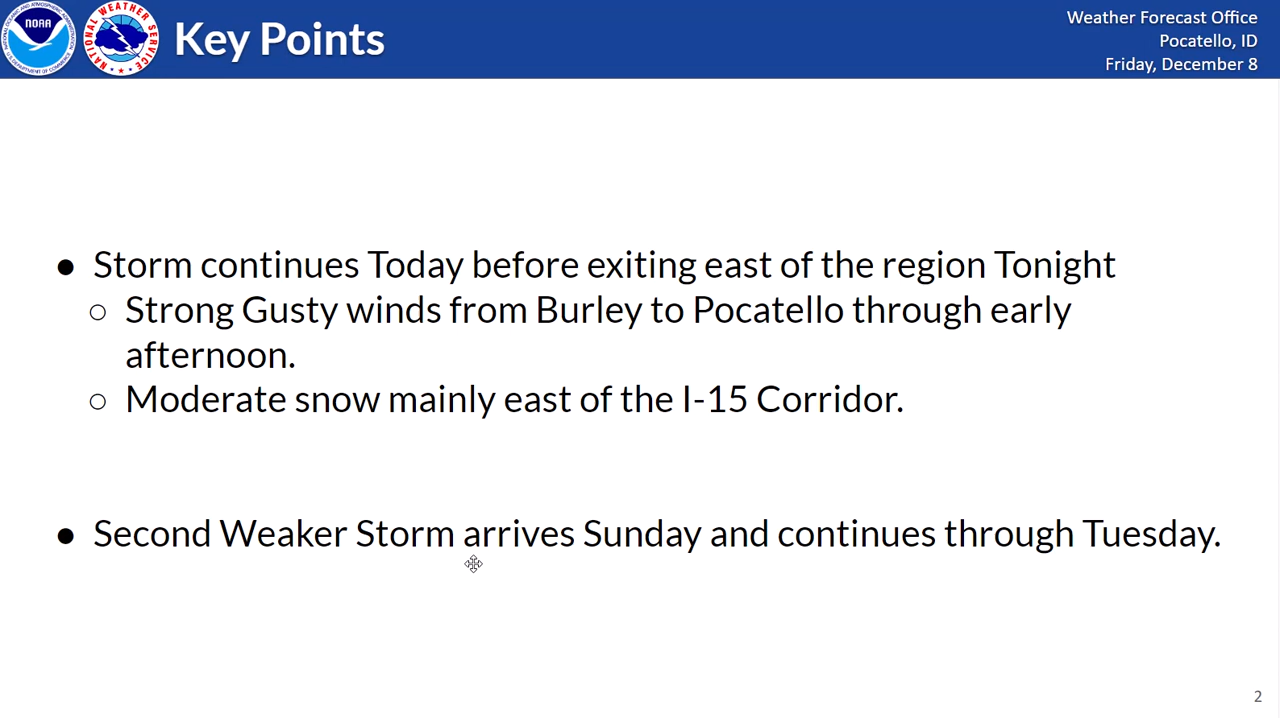 NOAA
NATIONAL WEATHER SERVICE
Key Points
Weather Forecast Office
Pocatello, ID
Friday, December 8
● Storm continues Today before exiting east of the region Tonight
○ Strong Gusty winds from Burley to Pocatello through early
afternoon.
○ Moderate snow mainly east of the I-15 Corridor.
● Second Weaker Storm arrives Sunday and continues through Tuesday.
2